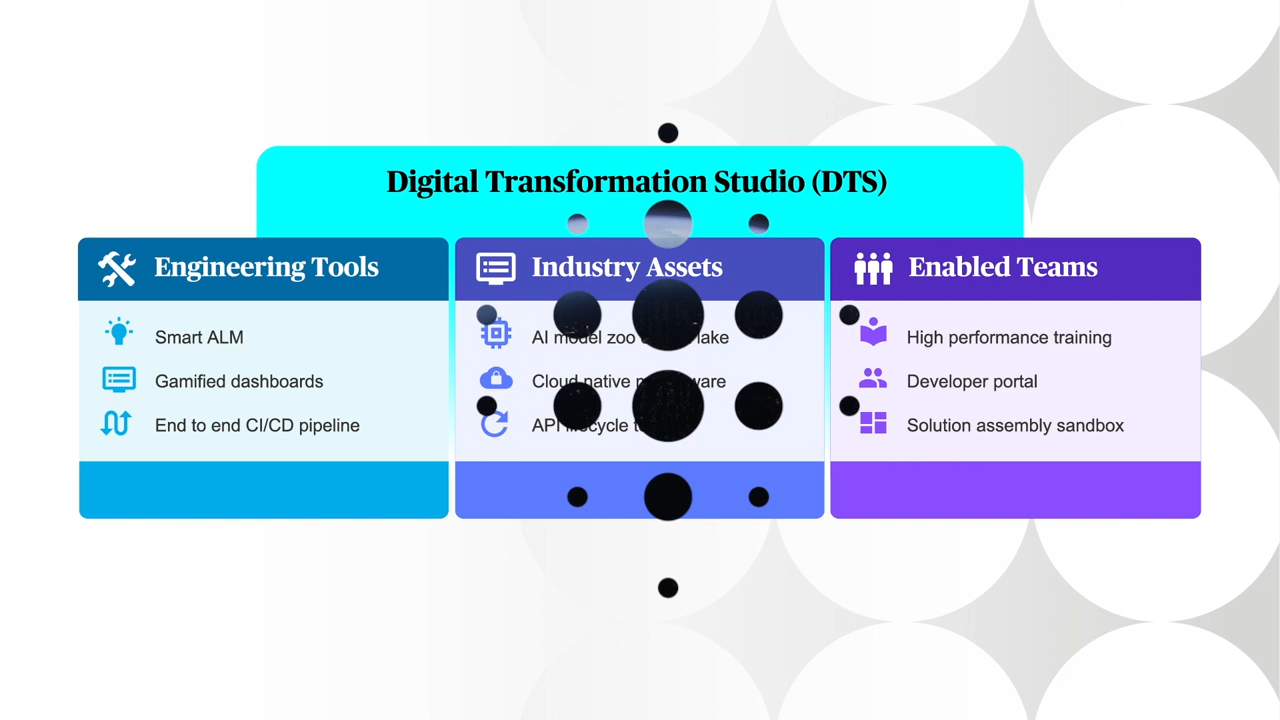 Digital Transformation Studio (DTS)
Engineering Tools
Smart ALM
Gamified dashboards
End to end CI/CD pipeline
Industry Assets
AI model zoo lake
Cloud native
API lifecycle
Enabled Teams
High performance training
Developer portal
Solution assembly sandbox